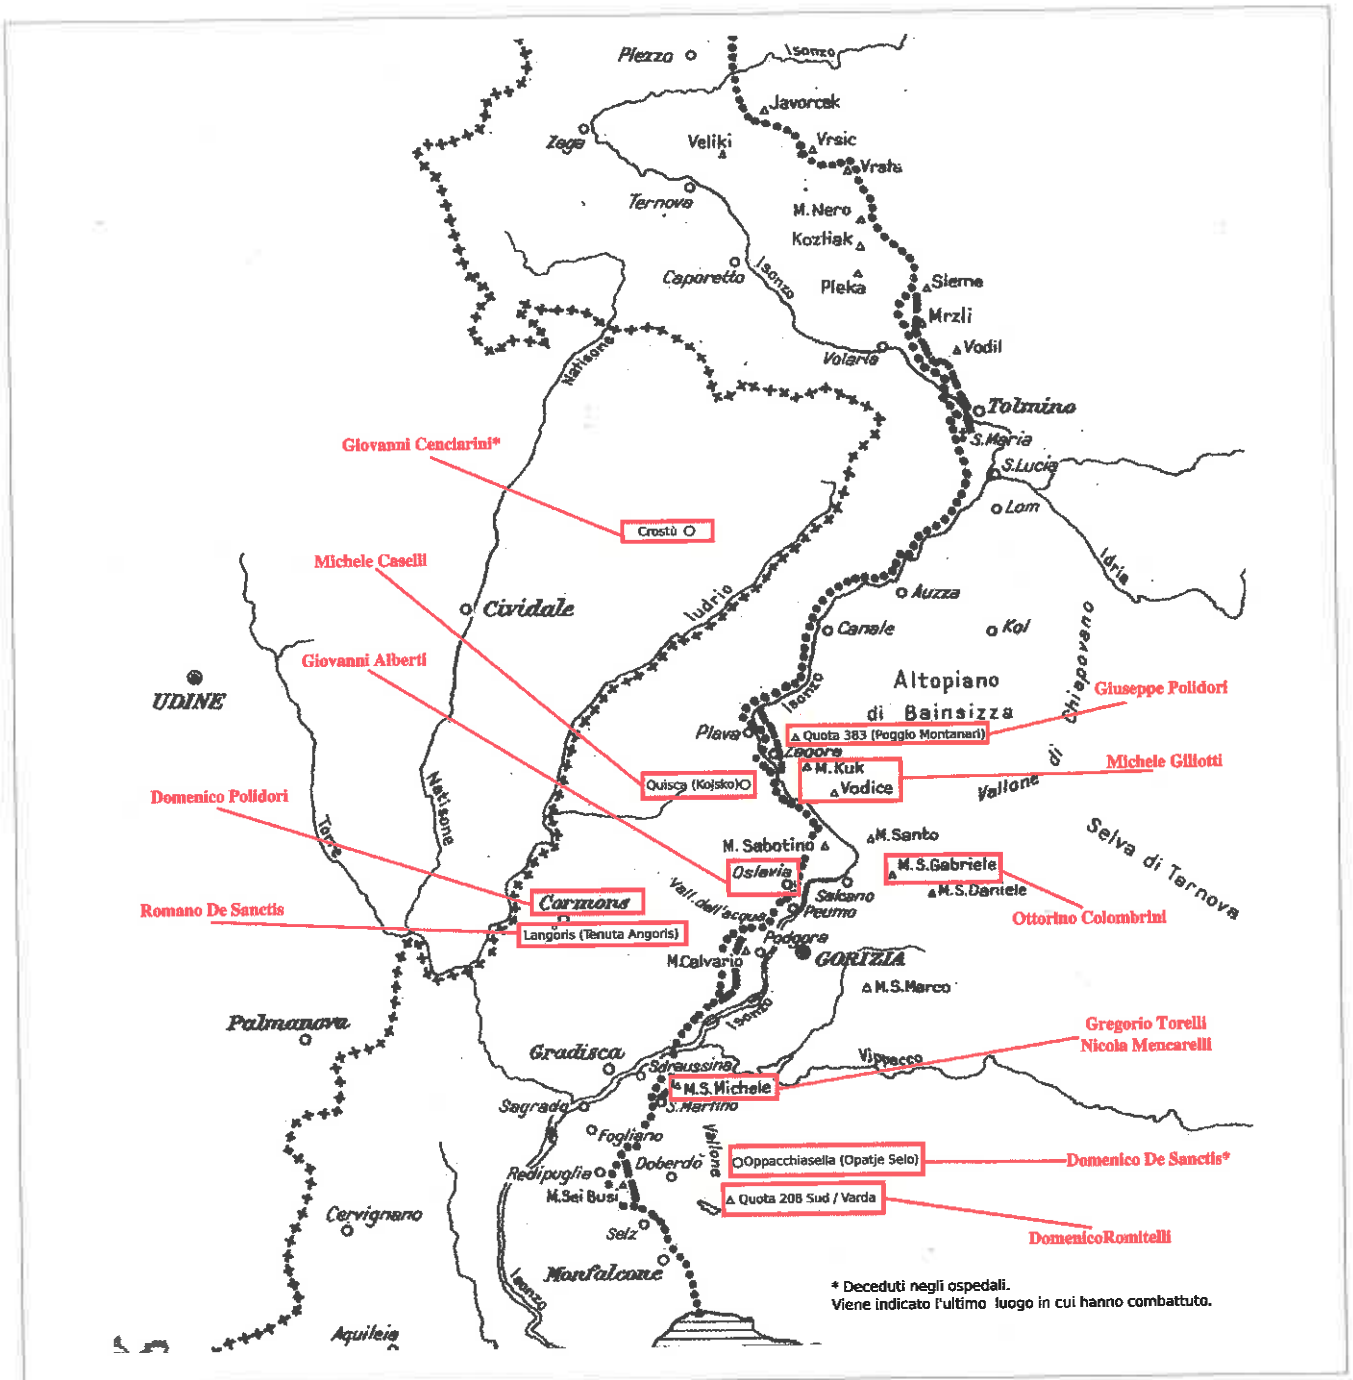 Plezzo
Isonzo
Javorcek
Zaga
Veliki
Vrsic
Vrata
Ternova
M.Nero
Kozliak
Caporetto
Isonzo
Pleka
Sleme
Mrzli
Volaria
Vodil
Natisone
Tolmino
S.Maria
Giovanni Cenciarini*
S.Lucia
Lom
Crostù
Idria
Michele Caselli
Auzza
Iudrio
Cividale
Canale
Kol
Giovanni Alberti
Altopiano
di Bainsizza
Chiapovano
Giuseppe Polidori
UDINE
Isonzo
Plava
Quota 383 (Poggio Montanari)
Zagora
M.Kuk
Vodice
Michele Giliotti
Vallone di
Quisca (Kojsko)
Domenico Polidori
Natisone
Torre
M.Santo
M. Sabotino
Selva di Ternova
Oslavia
M.S.Gabriele
Salcano
M.S.Daniele
Cormons
Vall. dell'acqua
Peumo
Romano De Sanctis
Ottorino Colombrini
Langoris (Tenuta Angoris)
Podgora
M.Calvario
GORIZIA
M.S.Marco
Isonzo
Palmanova
Gregorio Torelli
Nicola Mencarelli
Gradisca
Vippacco
Sdraussina
M.S.Michele
Sagrado
S.Martino
Fogliano
Vallone
Redipuglia
Doberdo
Oppacchiasella (Opatje Selo)
Domenico De Sanctis*
M.Sei Busi
Quota 208 Sud / Varda
Cervignano
Selz
DomenicoRomitelli
Monfalcone
Isonzo
* Deceduti negli ospedali.
Viene indicato l'ultimo luogo in cui hanno combattuto.
Aquileia